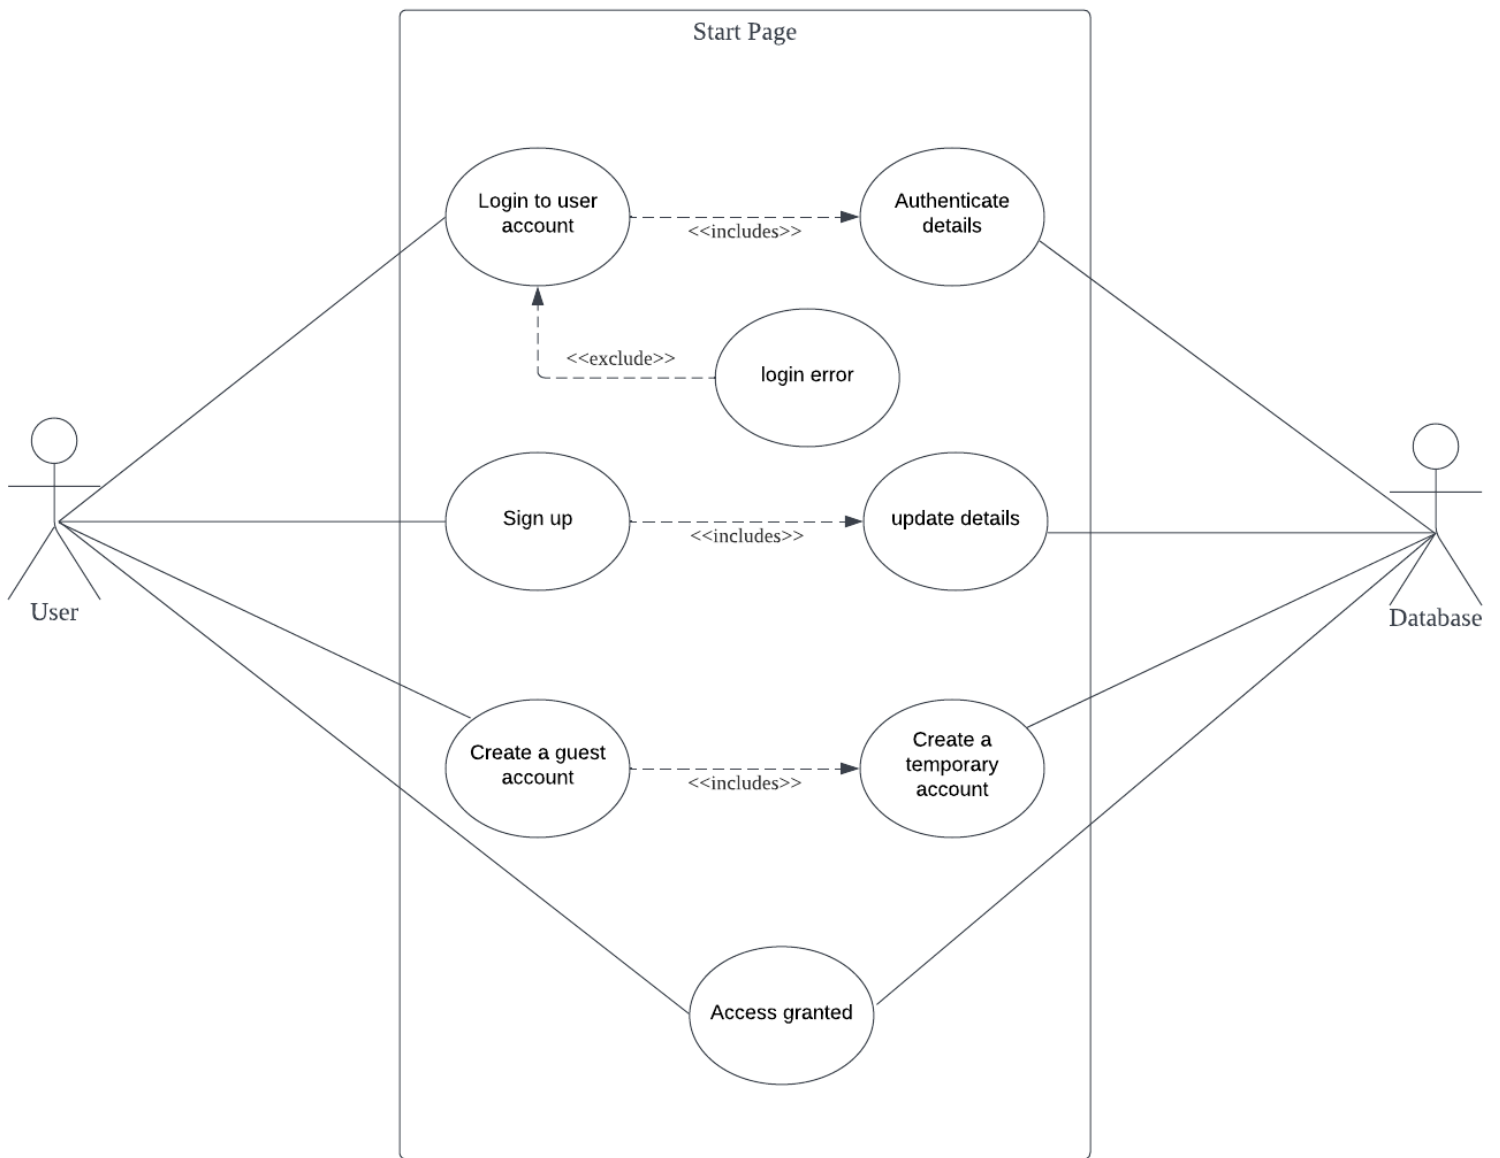 Start Page
Login to user
account
<<includes>>
Authenticate
details
<<exclude>>
login error
Sign up
<<includes>>
update details
User
Database
Create a guest
account
<<includes>>
Create a
temporary
account
Access granted